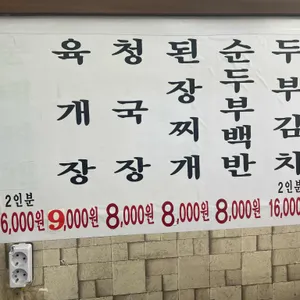 2인분
6,000원
육개장
9,000원
청국장
8,000원
된장찌개
8,000원
순두부백반
8,000원
두부김치
2인분
16,000